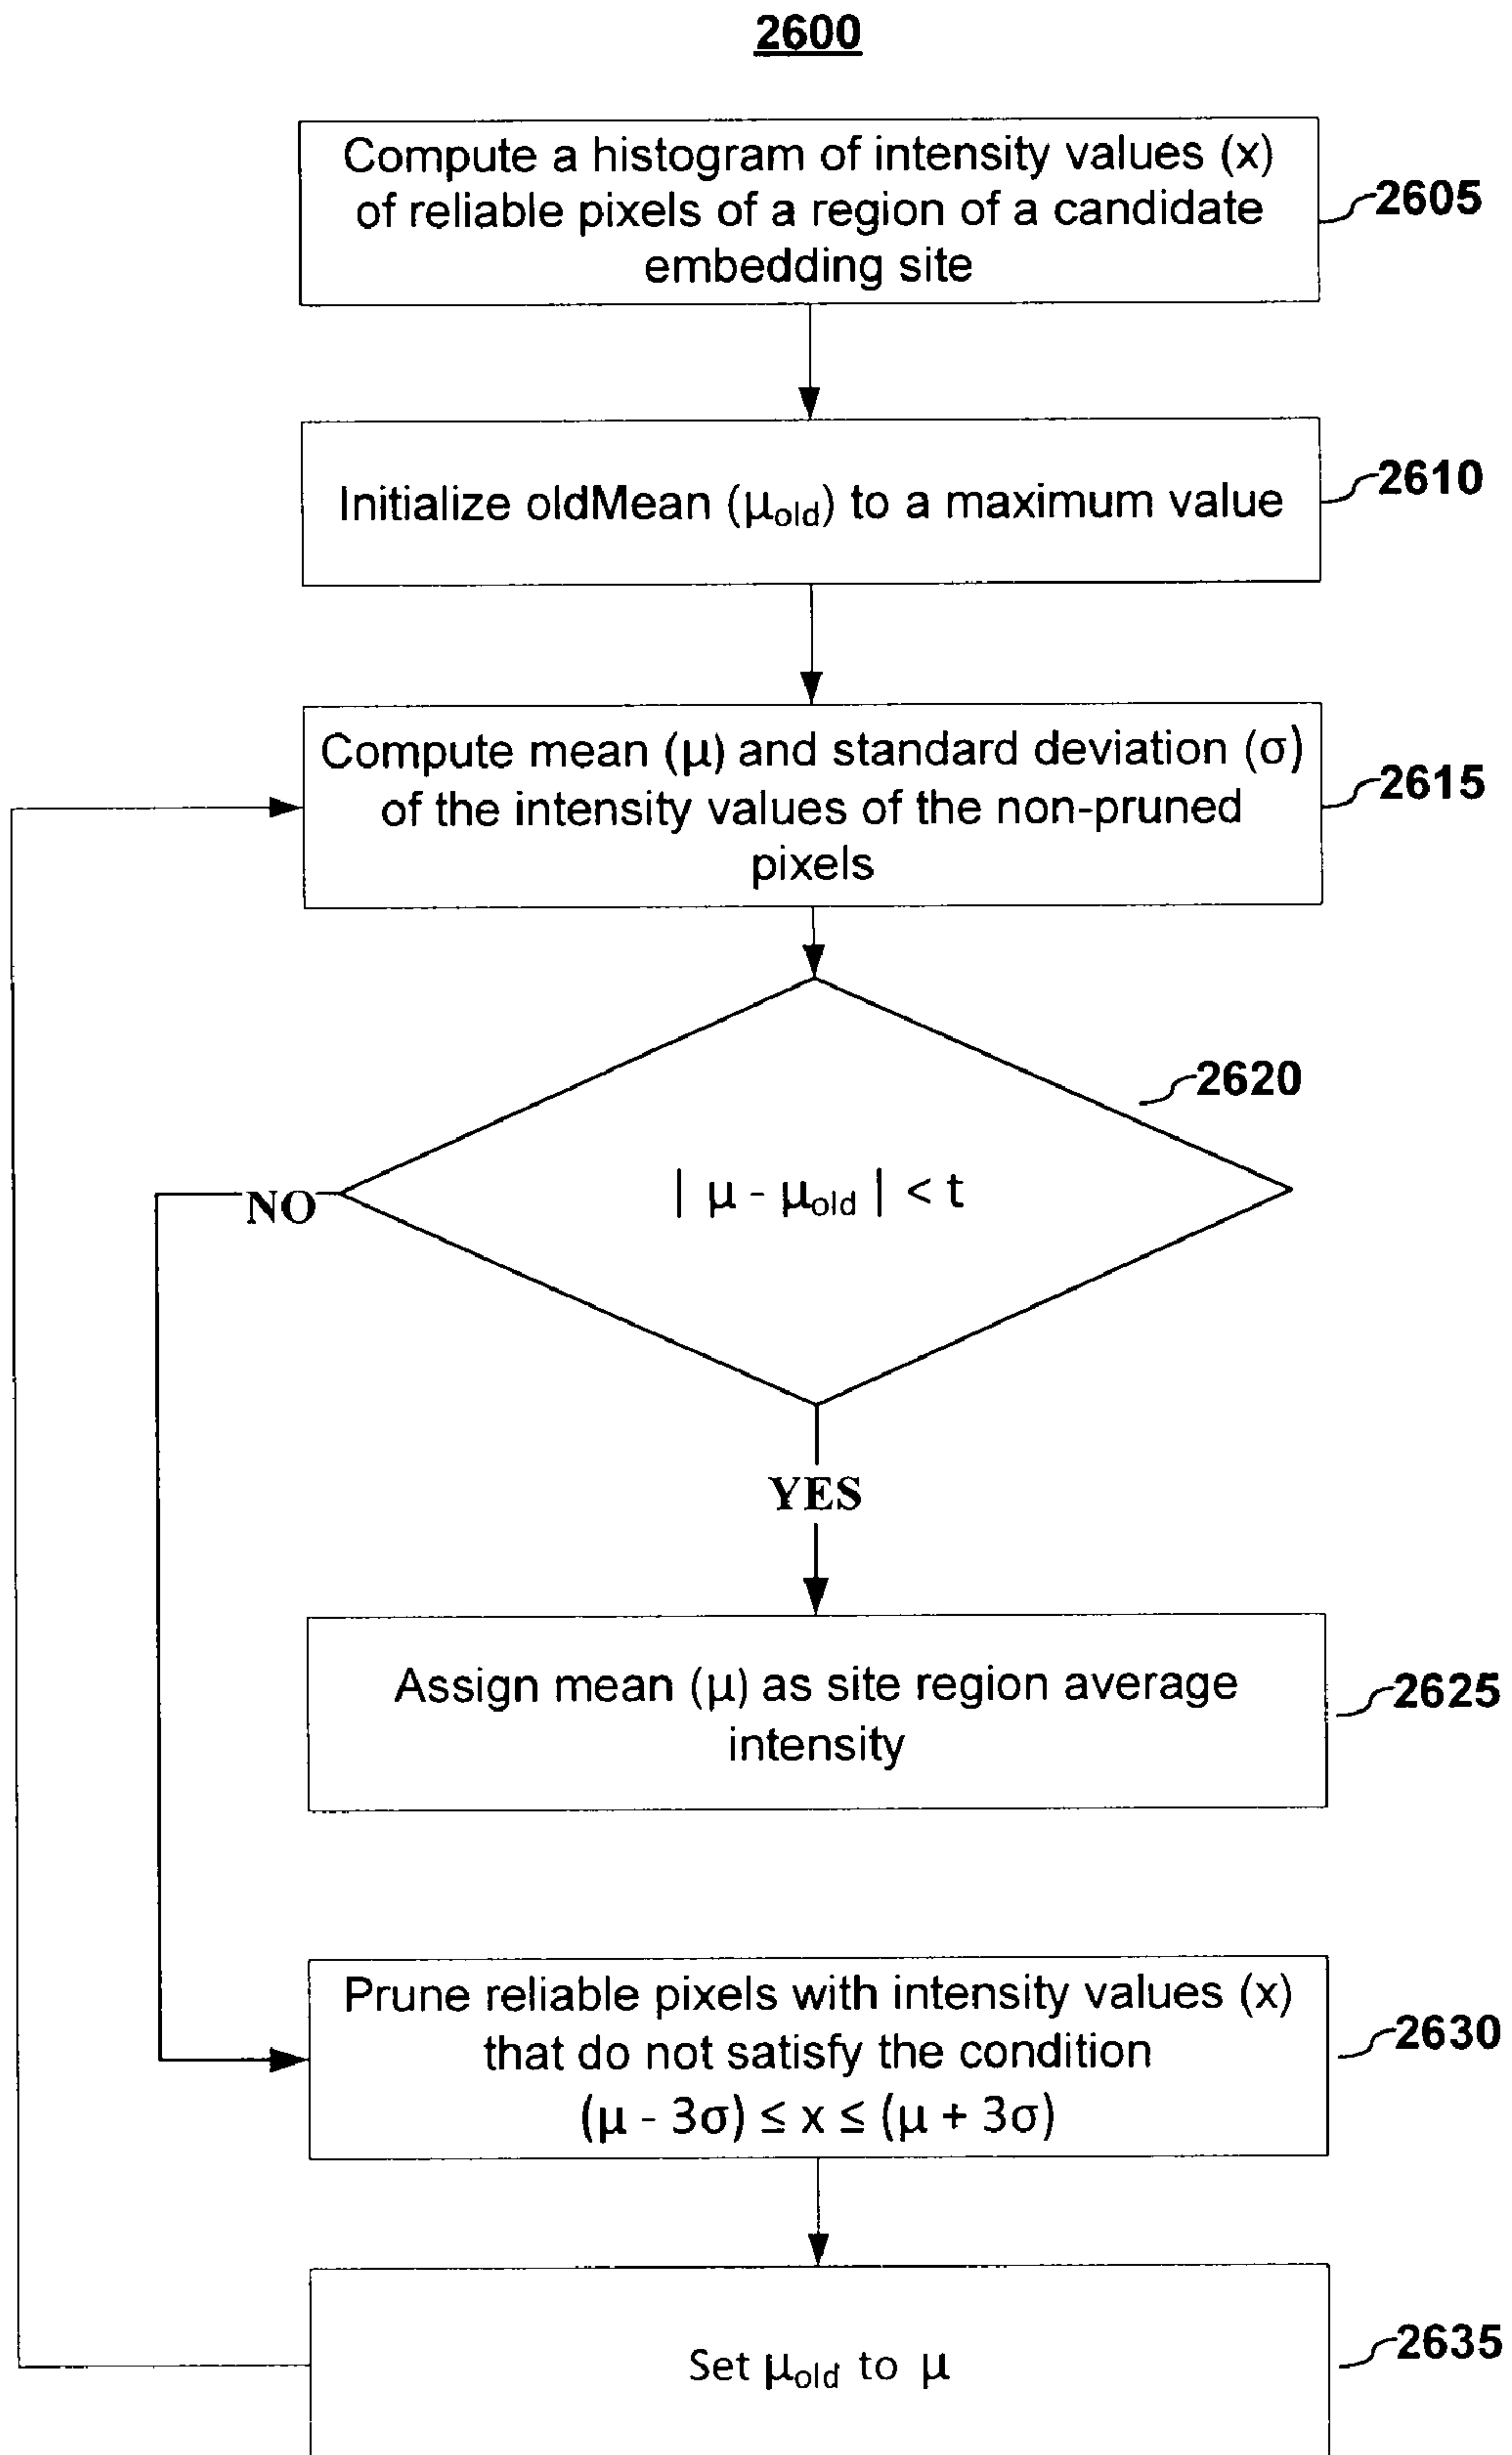 2600
Compute a histogram of intensity values (x)
of reliable pixels of a region of a candidate
embedding site
2605
Initialize oldMean (μold) to a maximum value
2610
Compute mean (μ) and standard deviation (σ)
of the intensity values of the non-pruned
pixels
2615
2620
| μ - μold | < t
NO
YES
Assign mean (μ) as site region average
intensity
2625
Prune reliable pixels with intensity values (x)
that do not satisfy the condition
(μ - 3σ) ≤ x ≤ (μ + 3σ)
2630
Set μold to μ
2635